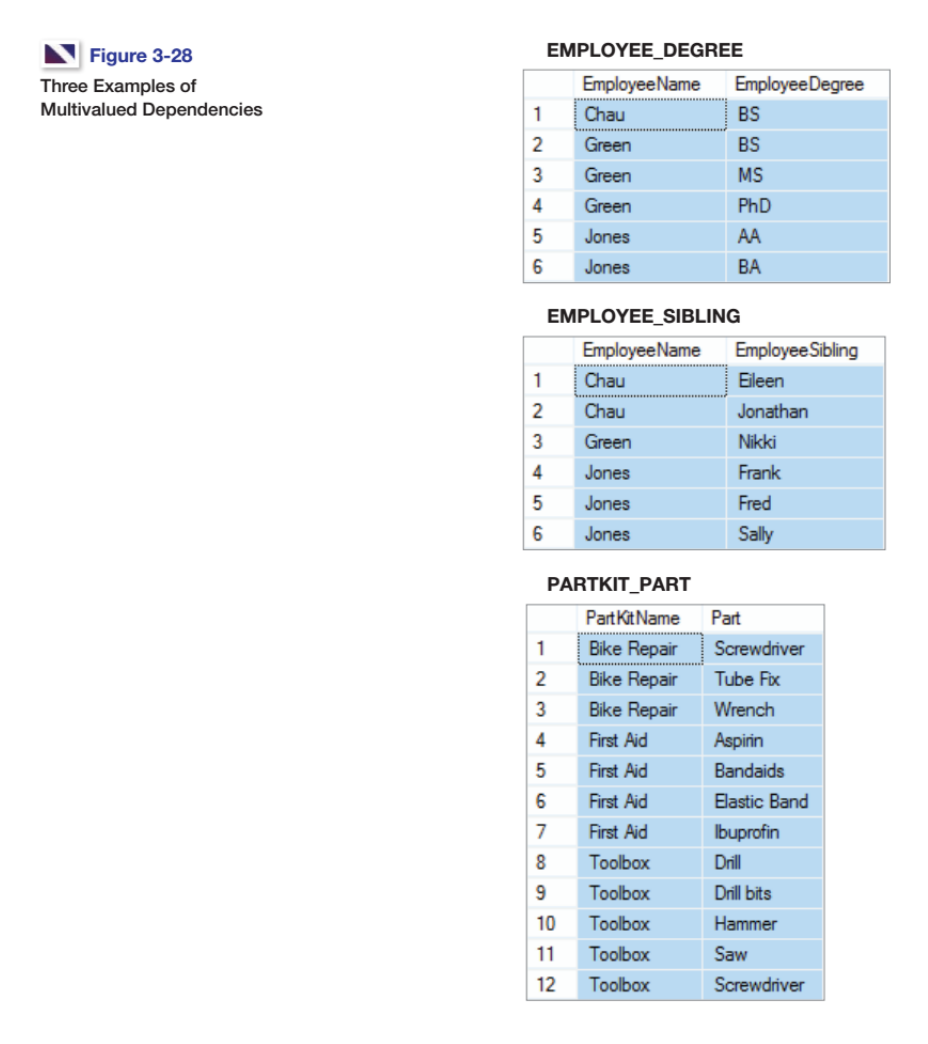 Figure 3-28
Three Examples of
Multivalued Dependencies
EMPLOYEE_DEGREE
EmployeeName EmployeeDegree
1 Chau BS
2 Green BS
3 Green MS
4 Green PhD
5 Jones AA
6 Jones BA
EMPLOYEE_SIBLING
EmployeeName EmployeeSibling
1 Chau Eileen
2 Chau Jonathan
3 Green Nikki
4 Jones Frank
5 Jones Fred
6 Jones Sally
PARTKIT_PART
PartKitName Part
1 Bike Repair Screwdriver
2 Bike Repair Tube Fix
3 Bike Repair Wrench
4 First Aid Aspirin
5 First Aid Bandaids
6 First Aid Elastic Band
7 First Aid Ibuprofin
8 Toolbox Drill
9 Toolbox Drill bits
10 Toolbox Hammer
11 Toolbox Saw
12 Toolbox Screwdriver